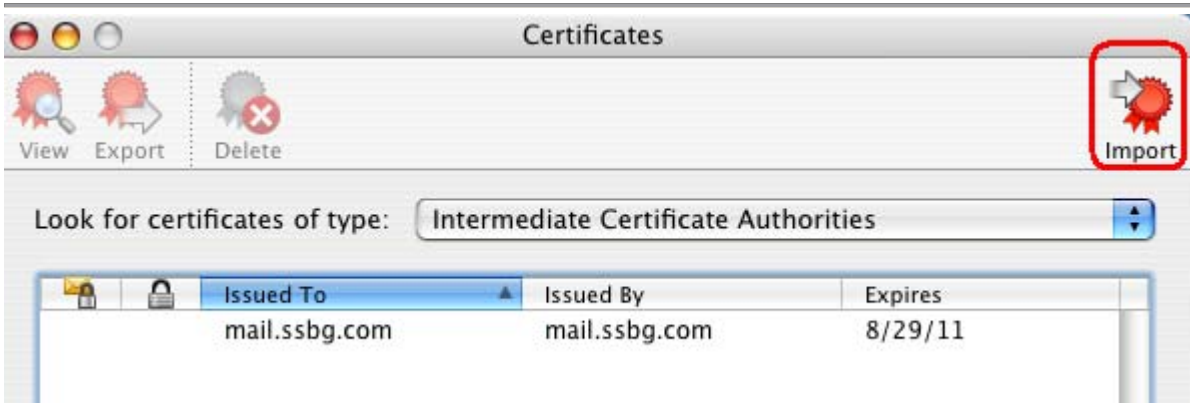 Certificates
View Export Delete Import
Look for certificates of type: Intermediate Certificate Authorities
Issued To Issued By Expires
mail.ssbg.com mail.ssbg.com 8/29/11